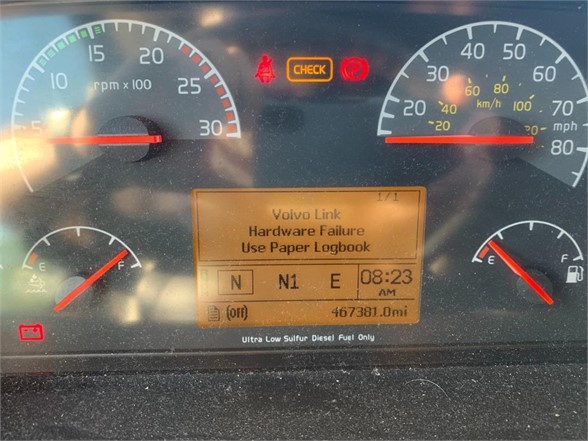 15
20
10
25
rpm x 100
5
30
CHECK
40
50
30
60
20
70
80
60
80
40
km/h
100
20
mph
80
1/1
Volvo Link
Hardware Failure
Use Paper Logbook
N
N1
E
08:23
AM
467381.0mi
E
F
E
F
Ultra Low Sulfur Diesel Fuel Only